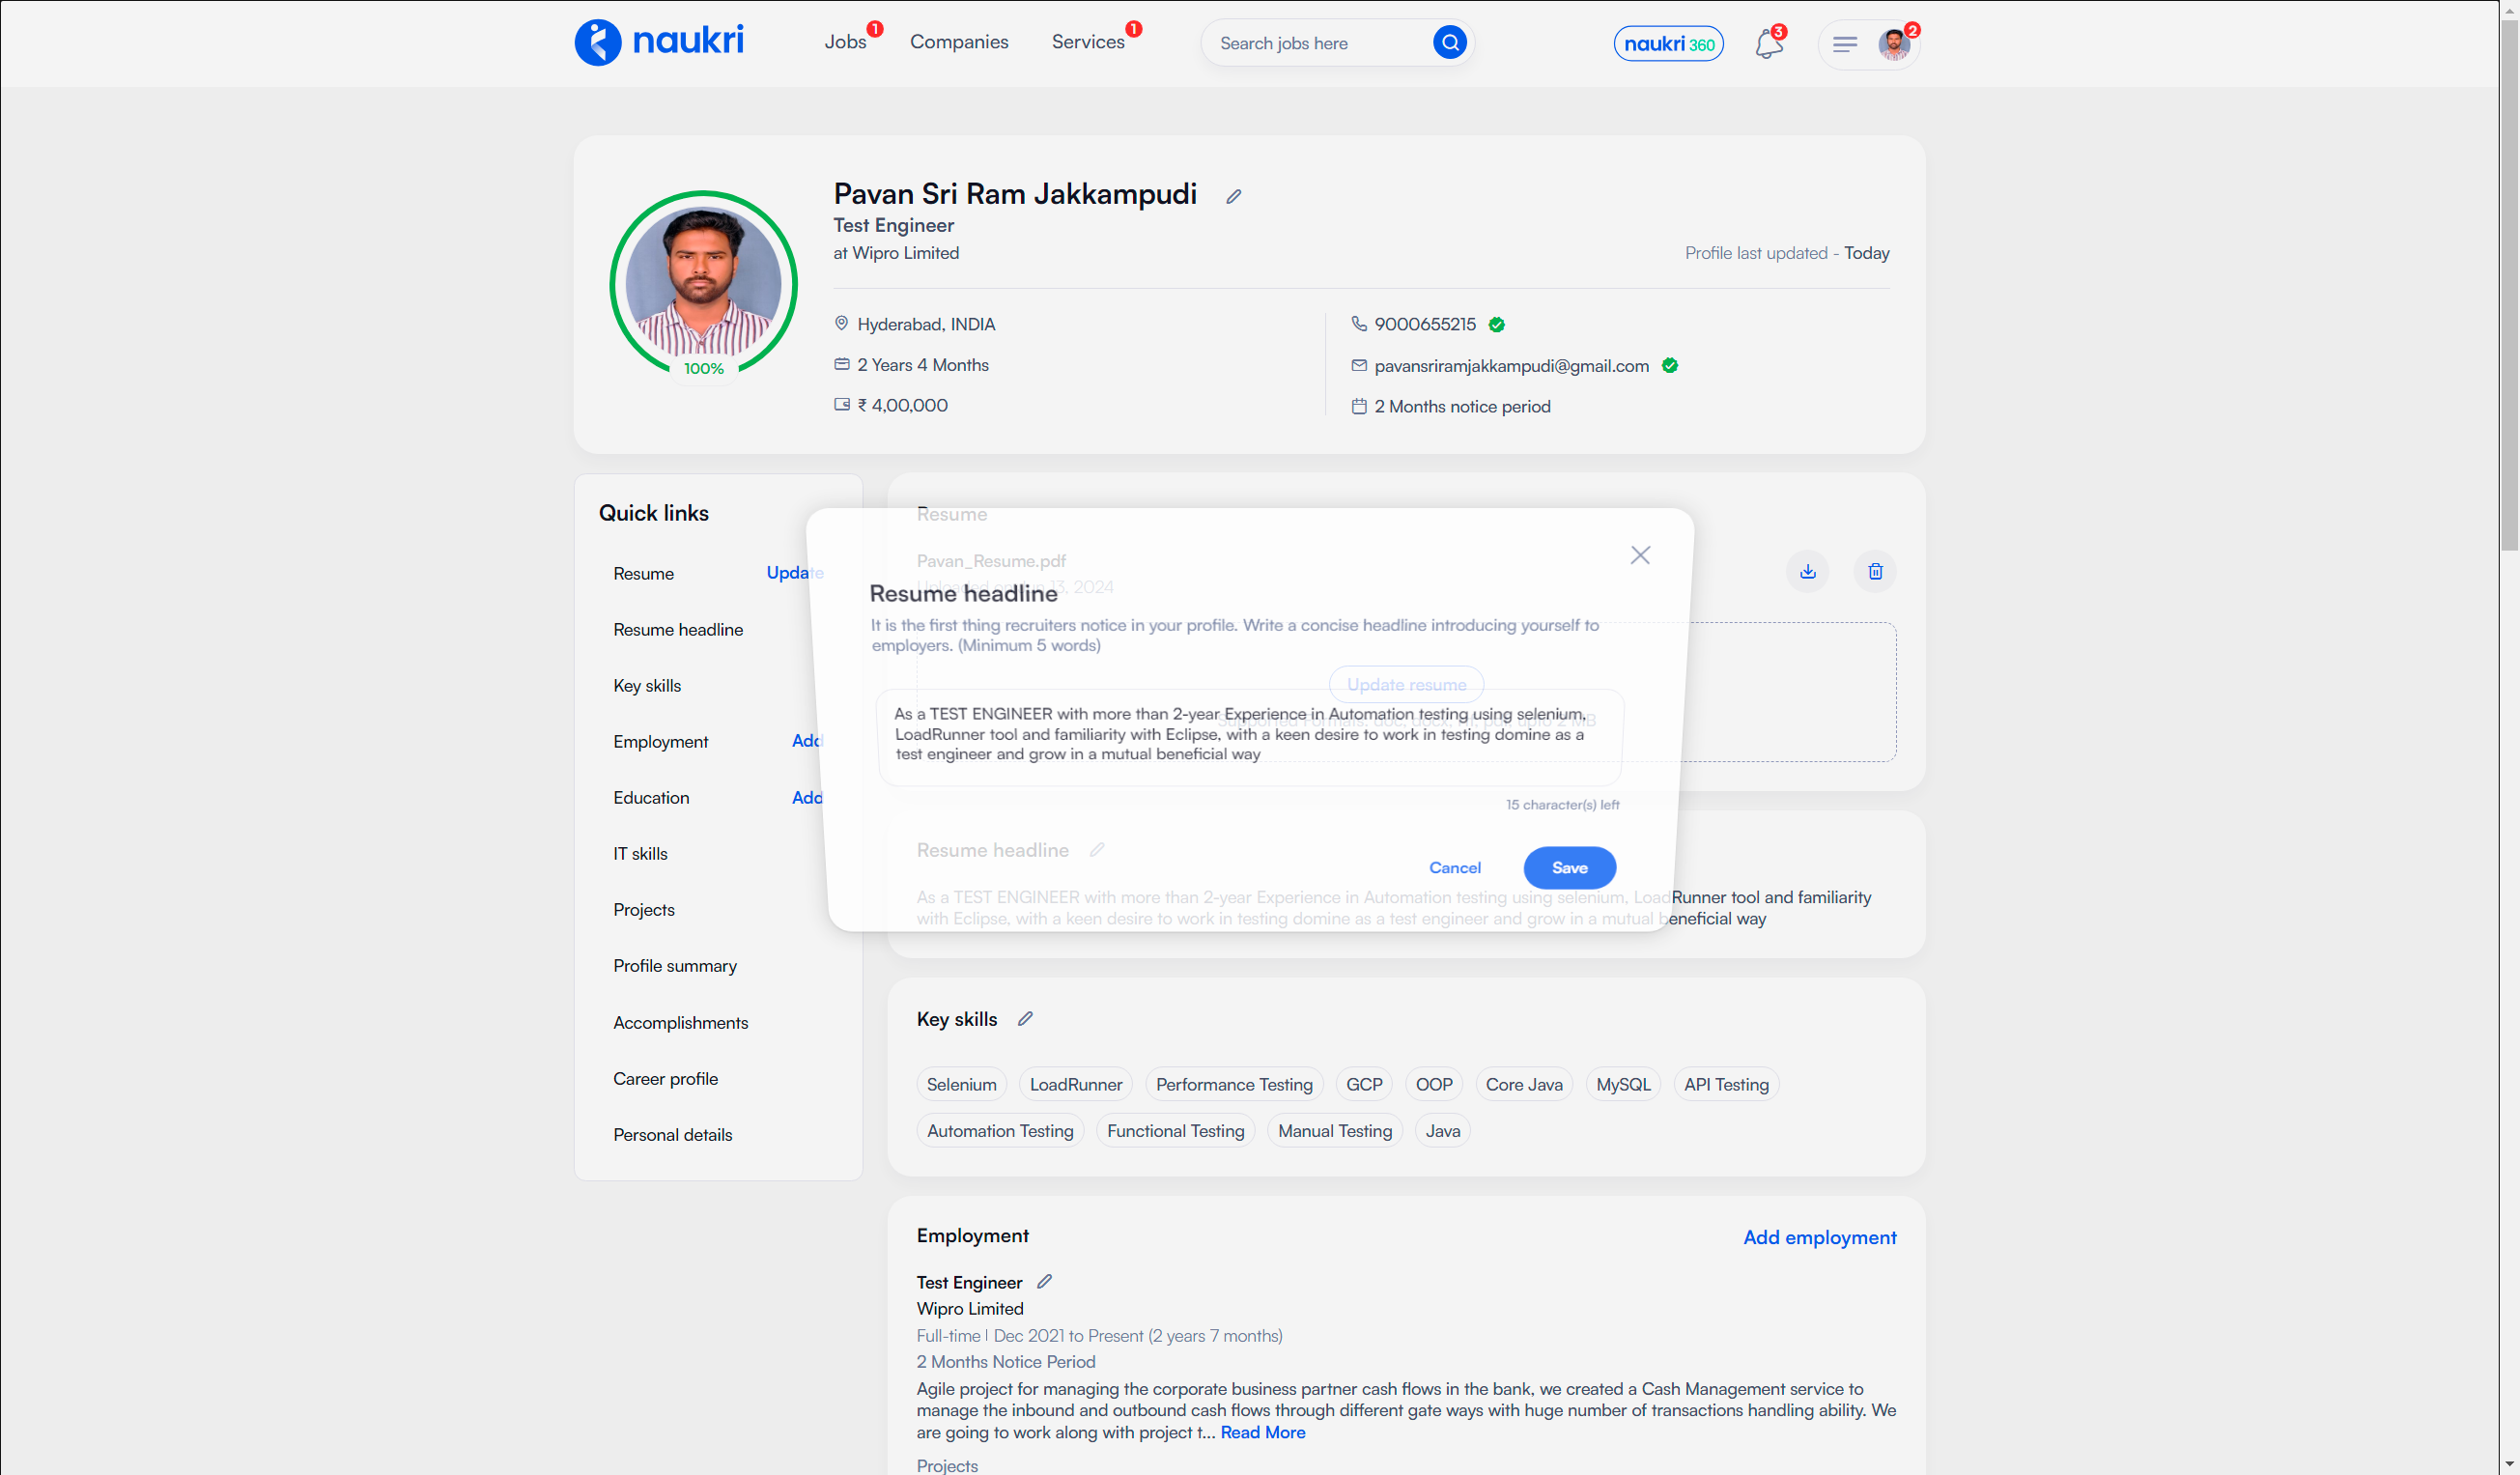 naukri
Jobs 1
Companies
Services 1
Search jobs here
naukri 360
3
2
Pavan Sri Ram Jakkampudi
Test Engineer
at Wipro Limited
Profile last updated - Today
100%
Hyderabad, INDIA
2 Years 4 Months
₹ 4,00,000
9000655215
pavansriramjakkampudi@gmail.com
2 Months notice period
Quick links
Resume Update
Resume headline
Key skills
Employment Add
Education Add
IT skills
Projects
Profile summary
Accomplishments
Career profile
Personal details
Resume
Pavan_Resume.pdf
Uploaded on Jun 13, 2024
Resume headline
It is the first thing recruiters notice in your profile. Write a concise headline introducing yourself to
employers. (Minimum 5 words)
Update resume
Supported Formats: doc, docx, rtf, pdf, upto 2 MB
As a TEST ENGINEER with more than 2-year Experience in Automation testing using selenium,
LoadRunner tool and familiarity with Eclipse, with a keen desire to work in testing domine as a
test engineer and grow in a mutual beneficial way
15 character(s) left
Cancel
Save
Resume headline
As a TEST ENGINEER with more than 2-year Experience in Automation testing using selenium, LoadRunner tool and familiarity
with Eclipse, with a keen desire to work in testing domine as a test engineer and grow in a mutual beneficial way
Key skills
Selenium LoadRunner Performance Testing GCP OOP Core Java MySQL API Testing
Automation Testing Functional Testing Manual Testing Java
Employment
Add employment
Test Engineer
Wipro Limited
Full-time | Dec 2021 to Present (2 years 7 months)
2 Months Notice Period
Agile project for managing the corporate business partner cash flows in the bank, we created a Cash Management service to
manage the inbound and outbound cash flows through different gate ways with huge number of transactions handling ability. We
are going to work along with project t... Read More
Projects